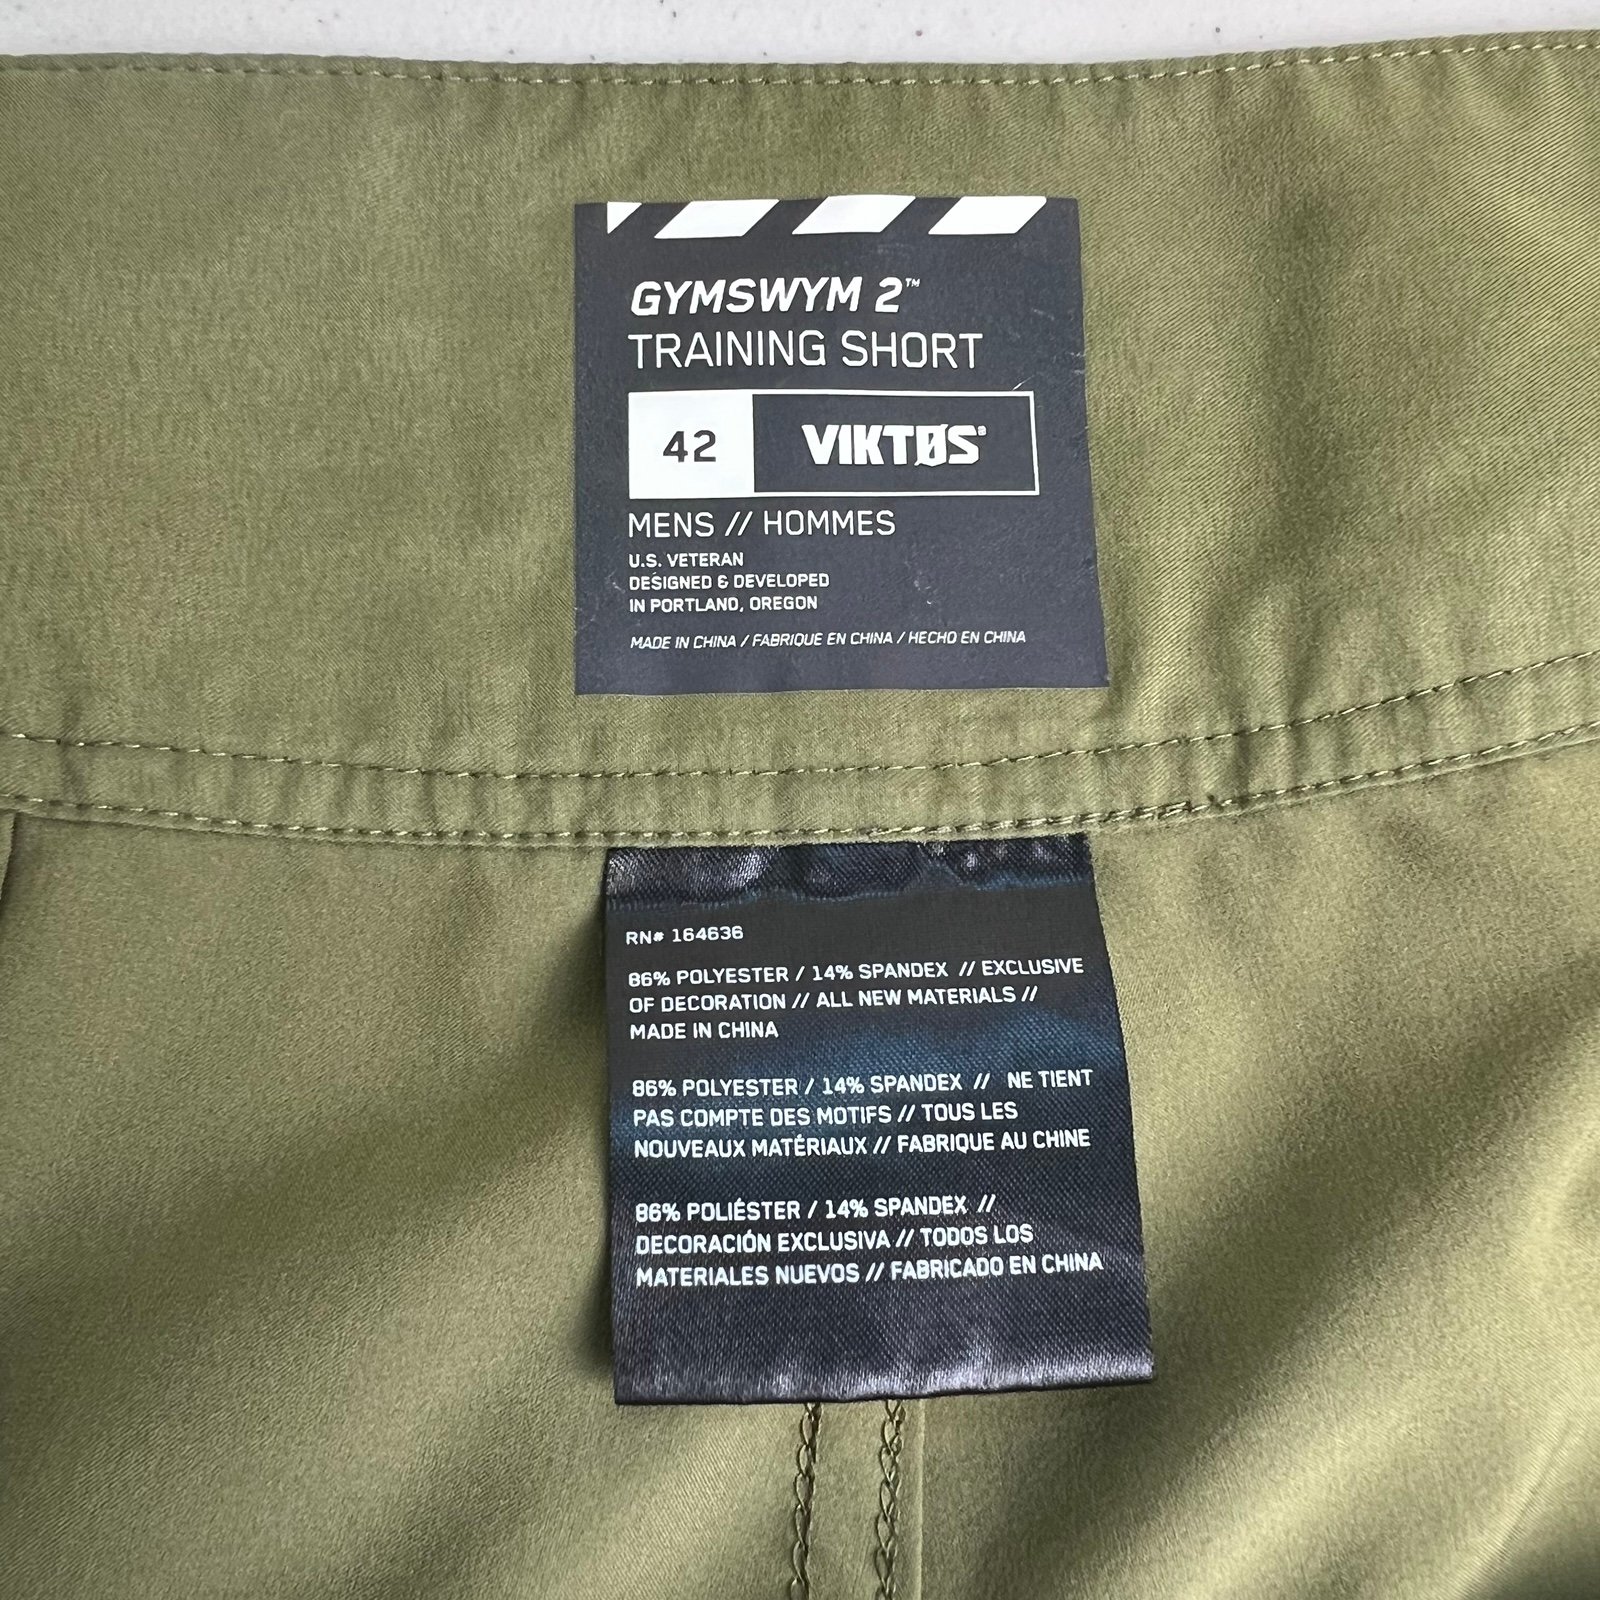 GYMSWYM 2™
TRAINING SHORT
42 VIKTØS®
MENS // HOMMES
U.S. VETERAN
DESIGNED & DEVELOPED
IN PORTLAND, OREGON
MADE IN CHINA / FABRIQUE EN CHINA / HECHO EN CHINA
RN# 164636
86% POLYESTER / 14% SPANDEX // EXCLUSIVE
OF DECORATION // ALL NEW MATERIALS //
MADE IN CHINA
86% POLYESTER / 14% SPANDEX // NE TIENT
PAS COMPTE DES MOTIFS // TOUS LES
NOUVEAUX MATÉRIAUX // FABRIQUE AU CHINE
86% POLIÉSTER / 14% SPANDEX //
DECORACIÓN EXCLUSIVA // TODOS LOS
MATERIALES NUEVOS // FABRICADO EN CHINA